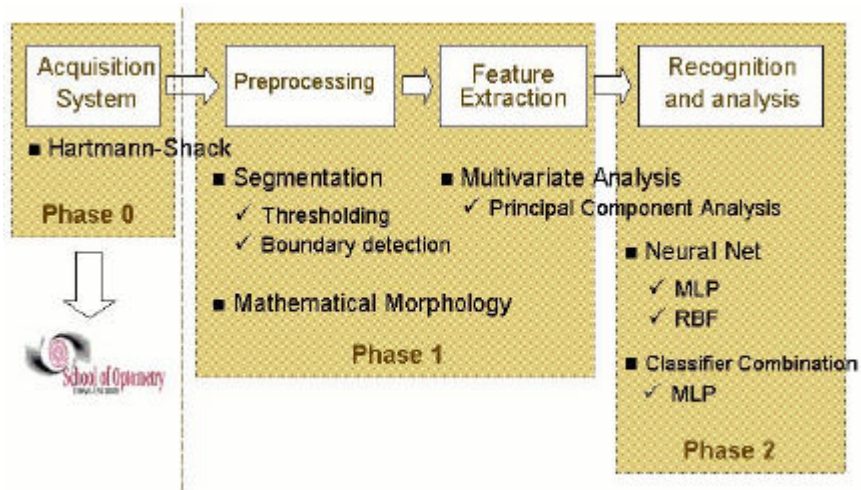 Acquisition
System
■ Hartmann-Shack
Phase 0
School of Optometry
Preprocessing
■ Segmentation
✓ Thresholding
✓ Boundary detection
■ Mathematical Morphology
Feature
Extraction
■ Multivariate Analysis
✓ Principal Component Analysis
Phase 1
Recognition
and analysis
■ Neural Net
✓ MLP
✓ RBF
■ Classifier Combination
✓ MLP
Phase 2